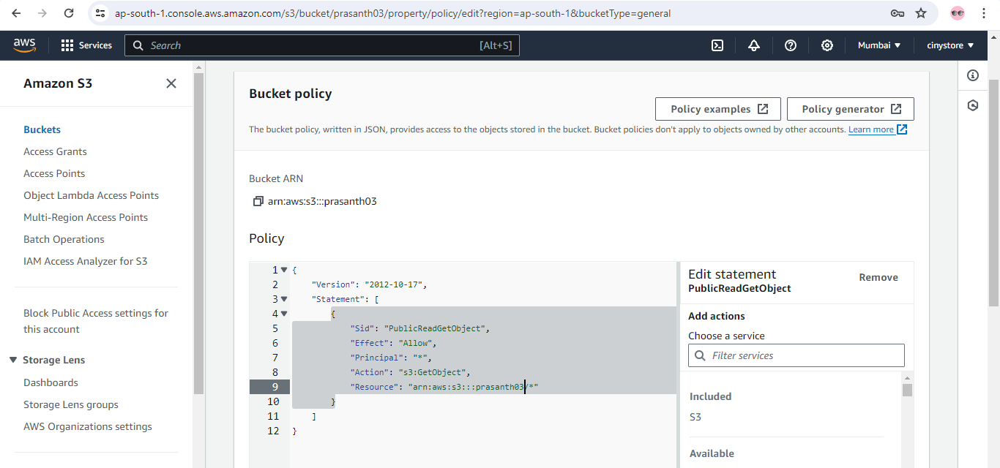 ap-south-1.console.aws.amazon.com/s3/bucket/prasanth03/property/policy/edit?region=ap-south-1&bucketType=general
aws
Services
Search
[Alt+S]
Mumbai
cinystore
Amazon S3
Buckets
Access Grants
Access Points
Object Lambda Access Points
Multi-Region Access Points
Batch Operations
IAM Access Analyzer for S3
Block Public Access settings for
this account
Storage Lens
Dashboards
Storage Lens groups
AWS Organizations settings
Bucket policy
Policy examples
Policy generator
The bucket policy, written in JSON, provides access to the objects stored in the bucket. Bucket policies don't apply to objects owned by other accounts. Learn more
Bucket ARN
arn:aws:s3:::prasanth03
Policy
1 {
2 "Version": "2012-10-17",
3 "Statement": [
4 {
5 "Sid": "PublicReadGetObject",
6 "Effect": "Allow",
7 "Principal": "*",
8 "Action": "s3:GetObject",
9 "Resource": "arn:aws:s3:::prasanth03/*"
10 }
11 ]
12 }
Edit statement
Remove
PublicReadGetObject
Add actions
Choose a service
Filter services
Included
S3
Available